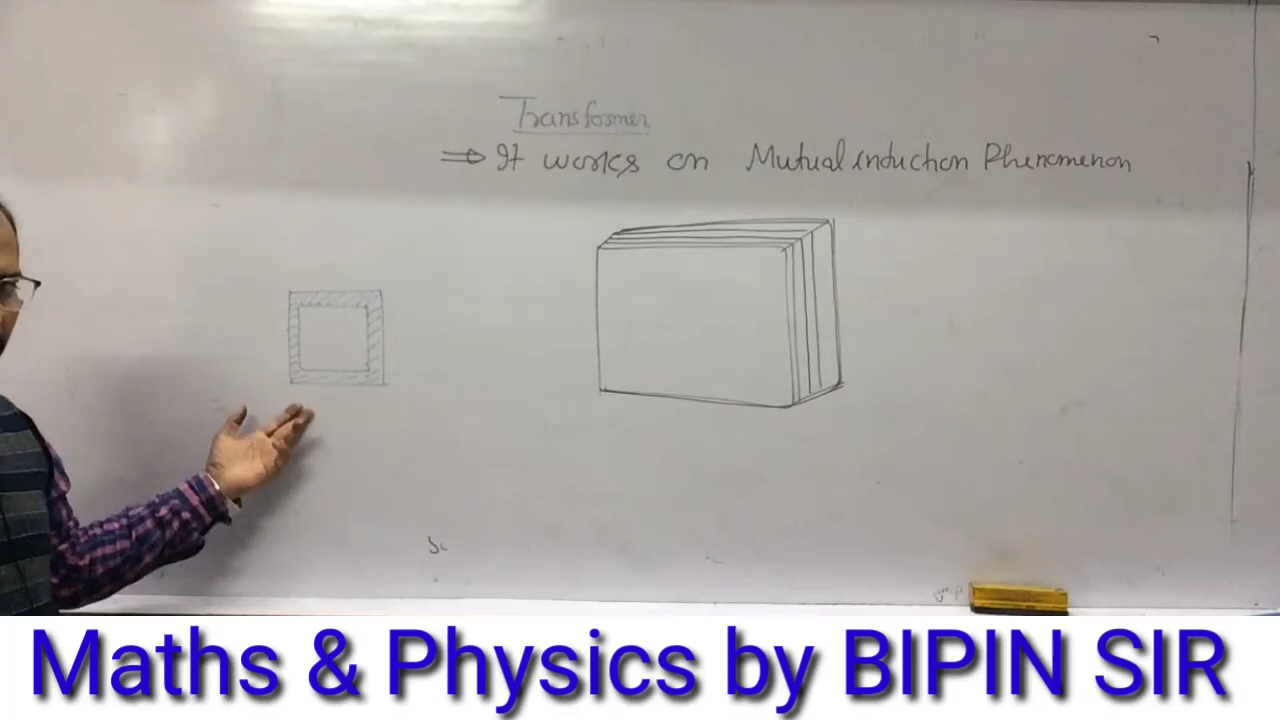 Transformer
⇒ It works on Mutual induction Phenomenon
Maths & Physics by BIPIN SIR